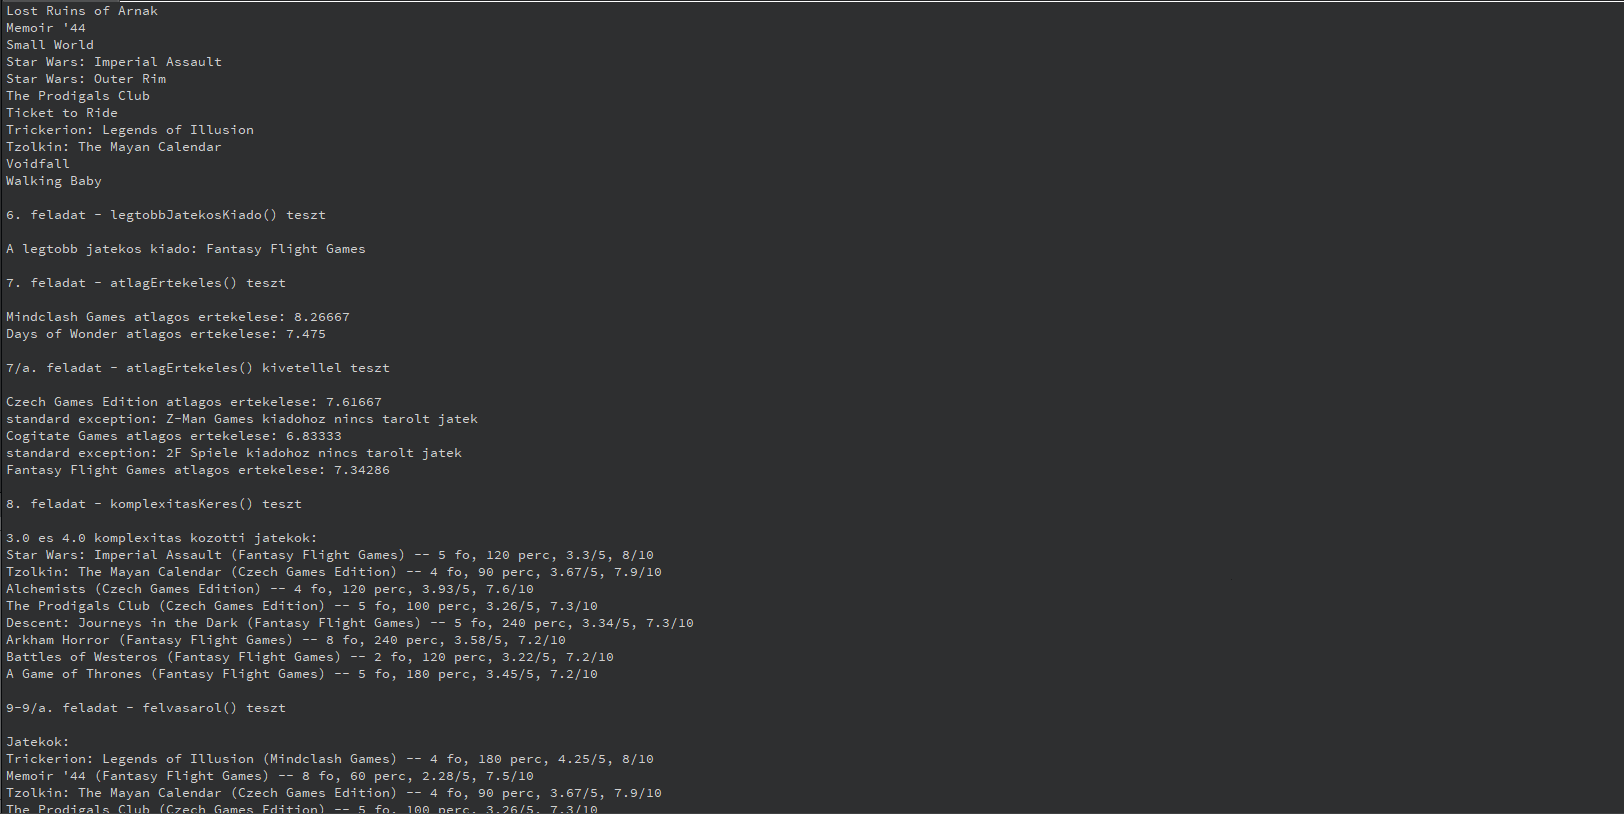 Lost Ruins of Arnak
Memoir '44
Small World
Star Wars: Imperial Assault
Star Wars: Outer Rim
The Prodigals Club
Ticket to Ride
Trickerion: Legends of Illusion
Tzolkin: The Mayan Calendar
Voidfall
Walking Baby
6. feladat - legtobbJatekosKiado() teszt
A legtobb jatekos kiado: Fantasy Flight Games
7. feladat - atlagErtekeles() teszt
Mindclash Games atlagos ertekelese: 8.26667
Days of Wonder atlagos ertekelese: 7.475
7/a. feladat - atlagErtekeles() kivetellel teszt
Czech Games Edition atlagos ertekelese: 7.61667
standard exception: Z-Man Games kiadohoz nincs tarolt jatek
Cogitate Games atlagos ertekelese: 6.83333
standard exception: 2F Spiele kiadohoz nincs tarolt jatek
Fantasy Flight Games atlagos ertekelese: 7.34286
8. feladat - komplexitasKeres() teszt
3.0 es 4.0 komplexitas kozotti jatekok:
Star Wars: Imperial Assault (Fantasy Flight Games) -- 5 fo, 120 perc, 3.3/5, 8/10
Tzolkin: The Mayan Calendar (Czech Games Edition) -- 4 fo, 90 perc, 3.67/5, 7.9/10
Alchemists (Czech Games Edition) -- 4 fo, 120 perc, 3.93/5, 7.6/10
The Prodigals Club (Czech Games Edition) -- 5 fo, 100 perc, 3.26/5, 7.3/10
Descent: Journeys in the Dark (Fantasy Flight Games) -- 5 fo, 240 perc, 3.34/5, 7.3/10
Arkham Horror (Fantasy Flight Games) -- 8 fo, 240 perc, 3.58/5, 7.2/10
Battles of Westeros (Fantasy Flight Games) -- 2 fo, 120 perc, 3.22/5, 7.2/10
A Game of Thrones (Fantasy Flight Games) -- 5 fo, 180 perc, 3.45/5, 7.2/10
9-9/a. feladat - felvasarol() teszt
Jatekok:
Trickerion: Legends of Illusion (Mindclash Games) -- 4 fo, 180 perc, 4.25/5, 8/10
Memoir '44 (Fantasy Flight Games) -- 8 fo, 60 perc, 2.28/5, 7.5/10
Tzolkin: The Mayan Calendar (Czech Games Edition) -- 4 fo, 90 perc, 3.67/5, 7.9/10
The Prodigals Club (Czech Games Edition) -- 5 fo, 100 perc, 3.26/5, 7.3/10